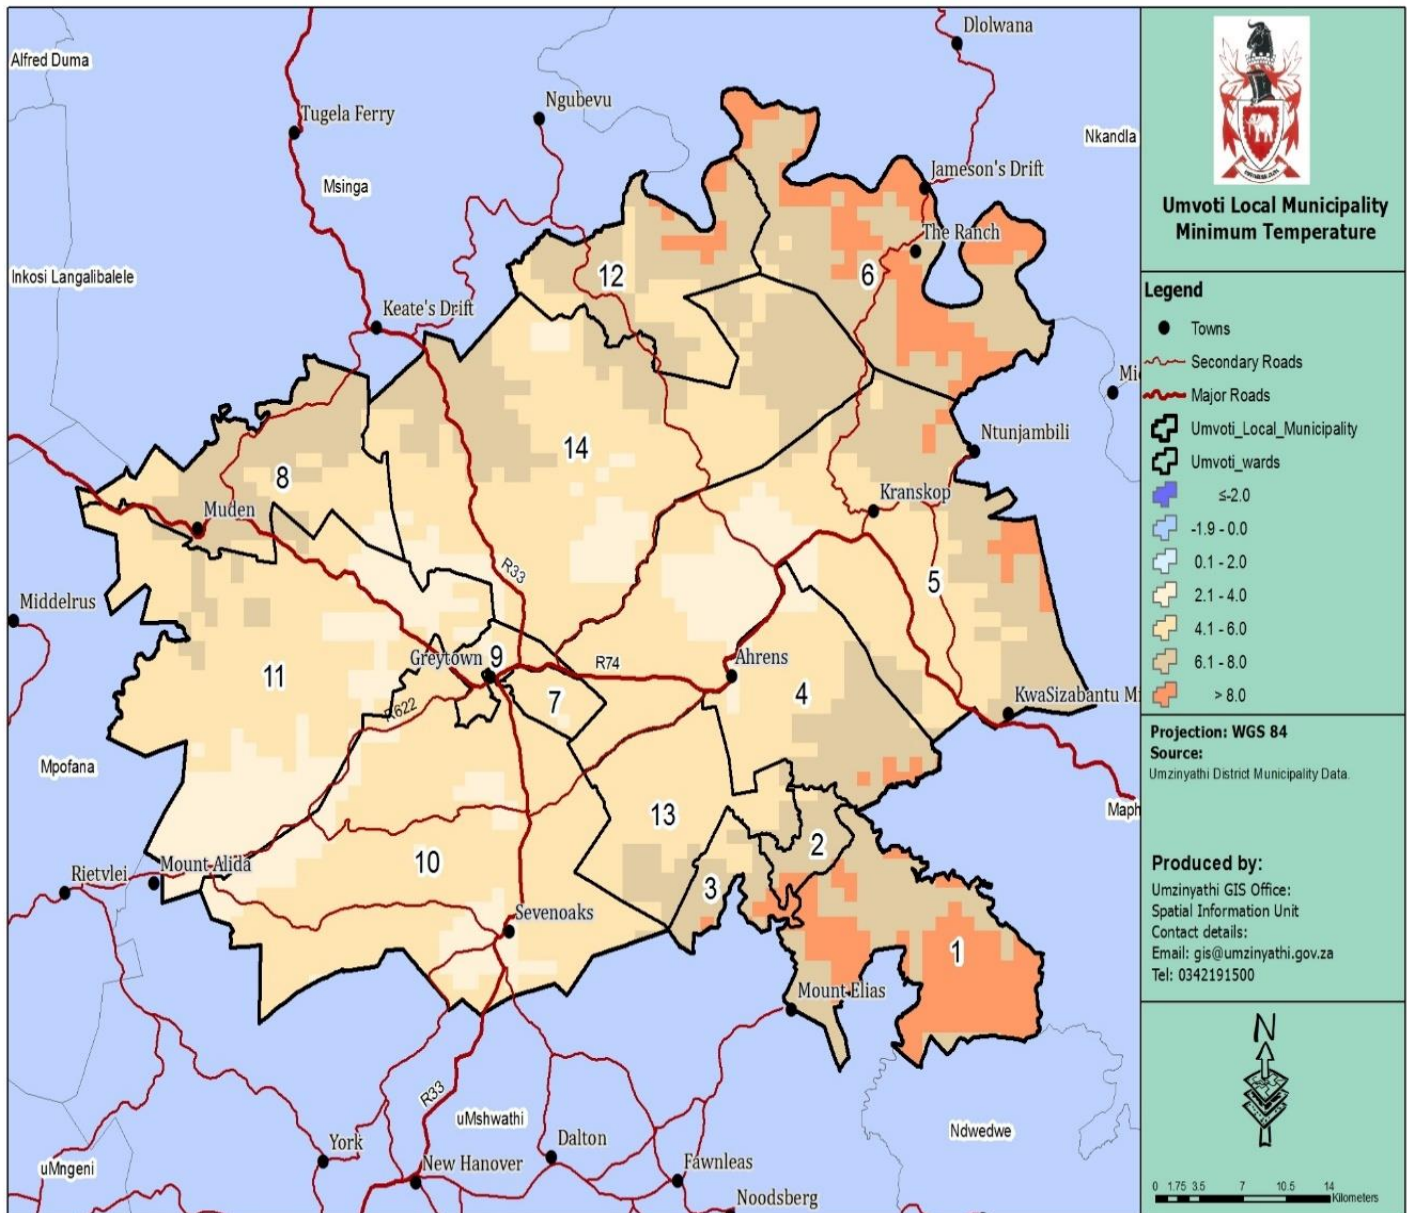 Dlolwana
Alfred Duma
Ngubevu
Tugela Ferry
Nkandla
Msinga
Jameson's Drift
The Ranch
Inkosi Langalibalele
12
6
Keate's Drift
Mi
14
Ntunjambili
8
Kranskop
Muden
R33
5
Middelrus
Greytown
9
R74
Ahrens
11
7
4
KwaSizabantu Mi
R622
Mpofana
Maph
13
2
10
Mount Alida
Rietvlei
3
Sevenoaks
1
Mount Elias
R33
uMshwathi
Ndwedwe
York
Dalton
uMngeni
New Hanover
Fawnleas
Noodsberg
Umvoti Local Municipality
Minimum Temperature
Legend
Towns
Secondary Roads
Major Roads
Umvoti_Local_Municipality
Umvoti_wards
≤-2.0
-1.9 - 0.0
0.1 - 2.0
2.1 - 4.0
4.1 - 6.0
6.1 - 8.0
> 8.0
Projection: WGS 84
Source:
Umzinyathi District Municipality Data.
Produced by:
Umzinyathi GIS Office:
Spatial Information Unit
Contact details:
Email: gis@umzinyathi.gov.za
Tel: 0342191500
N
0 1.75 3.5 7 10.5 14
Kilometers